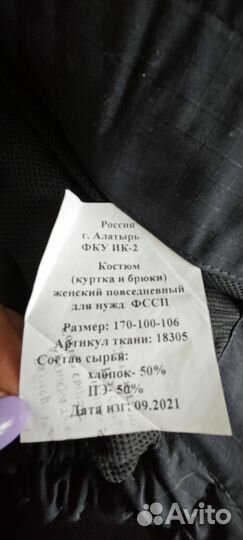 Россия
г. Алатырь
ФКУ ИК-2
Костюм
(куртка и брюки)
женский повседневный
для нужд ФССП
Размер: 170-100-106
Артикул ткани: 18305
Состав сырья:
хлопок- 50%
ПЭ- 50%
Дата изг: 09.2021
Avito